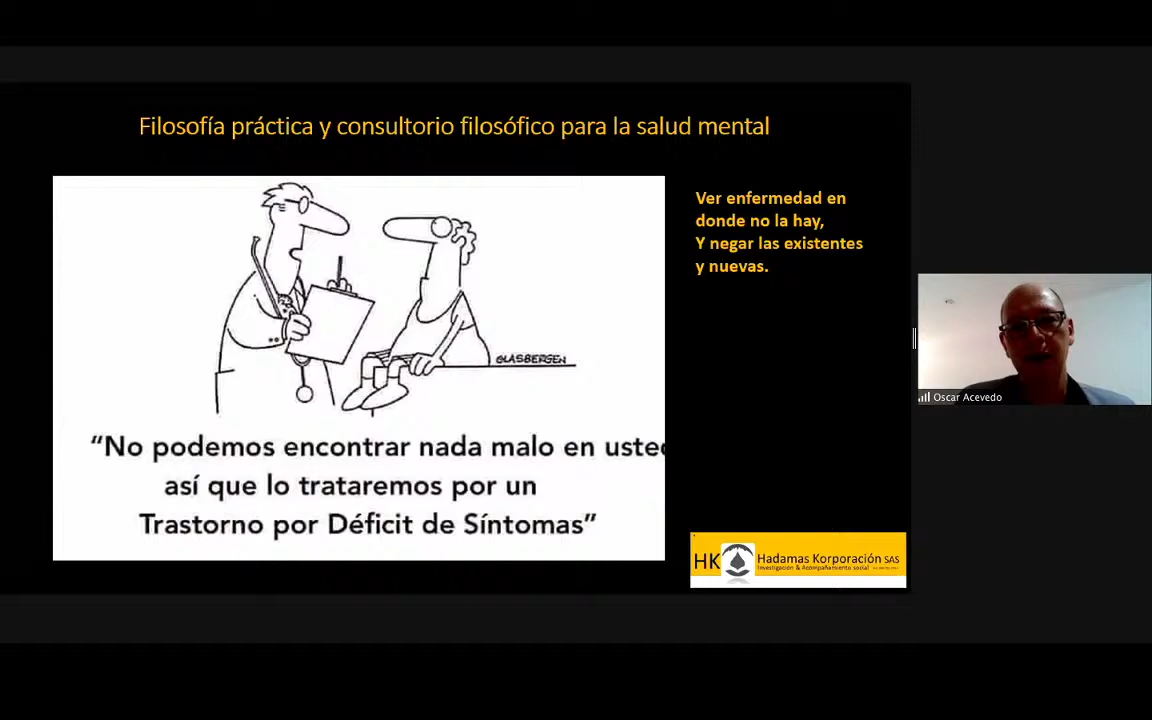 Filosofía práctica y consultorio filosófico para la salud mental
Ver enfermedad en
donde no la hay,
Y negar las existentes
y nuevas.
GLASBERGEN
“No podemos encontrar nada malo en uste
así que lo trataremos por un
Trastorno por Déficit de Síntomas”
Oscar Acevedo
HK
Hadamas Korporación SAS
Investigación & Acompañamiento social